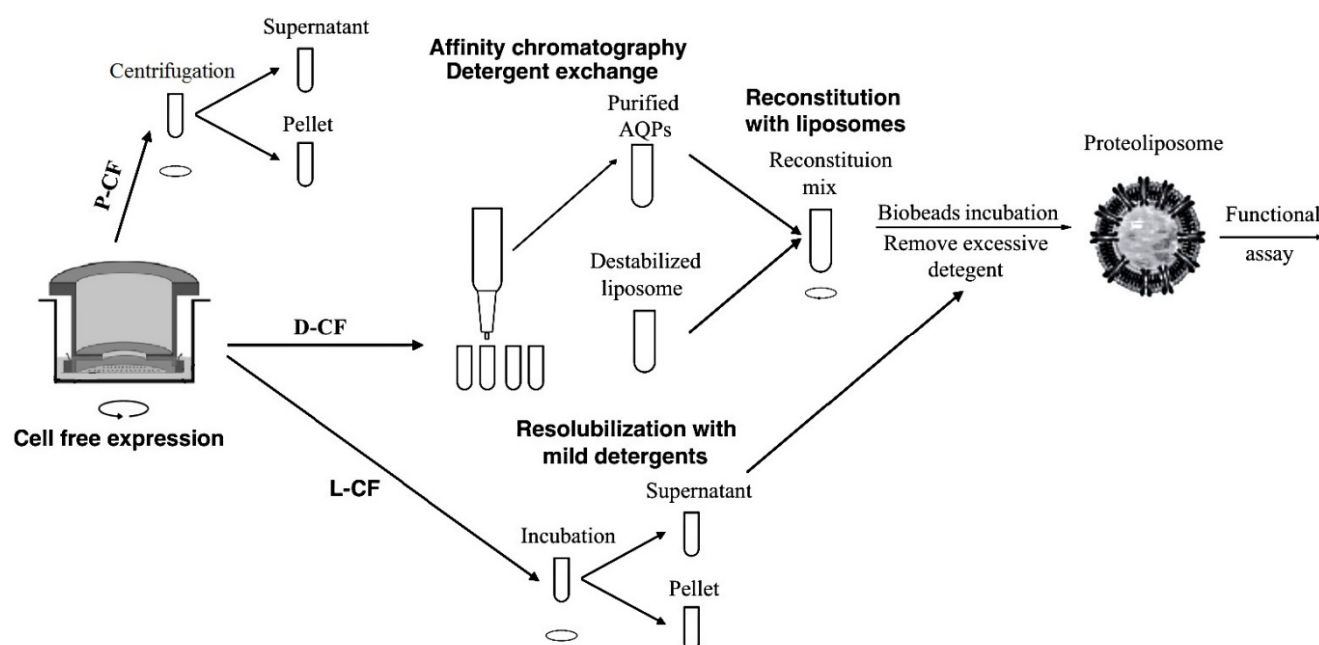 Supernatant
Centrifugation
Pellet
P-CF
Cell free expression
D-CF
L-CF
Affinity chromatography
Detergent exchange
Purified
AQPs
Destabilized
liposome
Reconstitution
with liposomes
Reconstituion
mix
Resolubilization with
mild detergents
Supernatant
Incubation
Pellet
Biobeads incubation
Remove excessive
detegent
Proteoliposome
Functional
assay